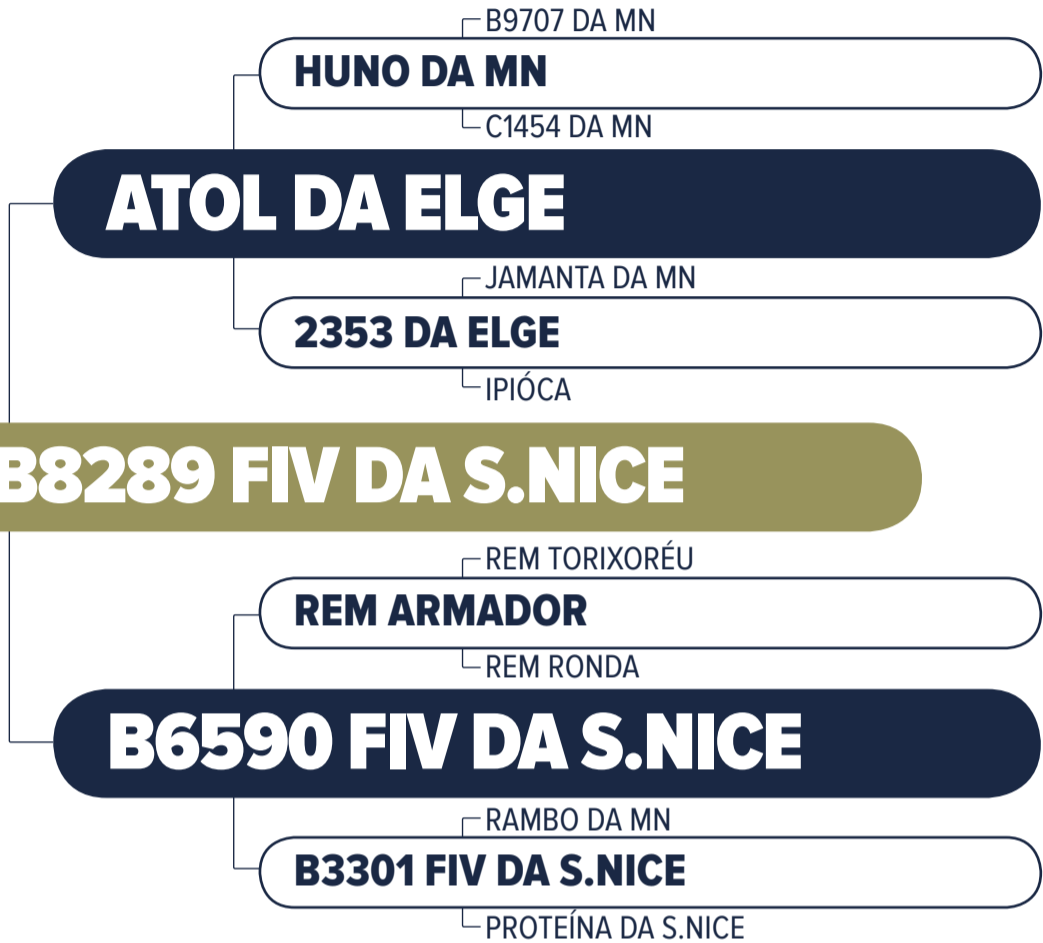 B9707 DA MN
HUNO DA MN
C1454 DA MN
ATOL DA ELGE
JAMANTA DA MN
2353 DA ELGE
IPIÓCA
B8289 FIV DA S.NICE
REM TORIXORÉU
REM ARMADOR
REM RONDA
B6590 FIV DA S.NICE
RAMBO DA MN
B3301 FIV DA S.NICE
PROTEÍNA DA S.NICE